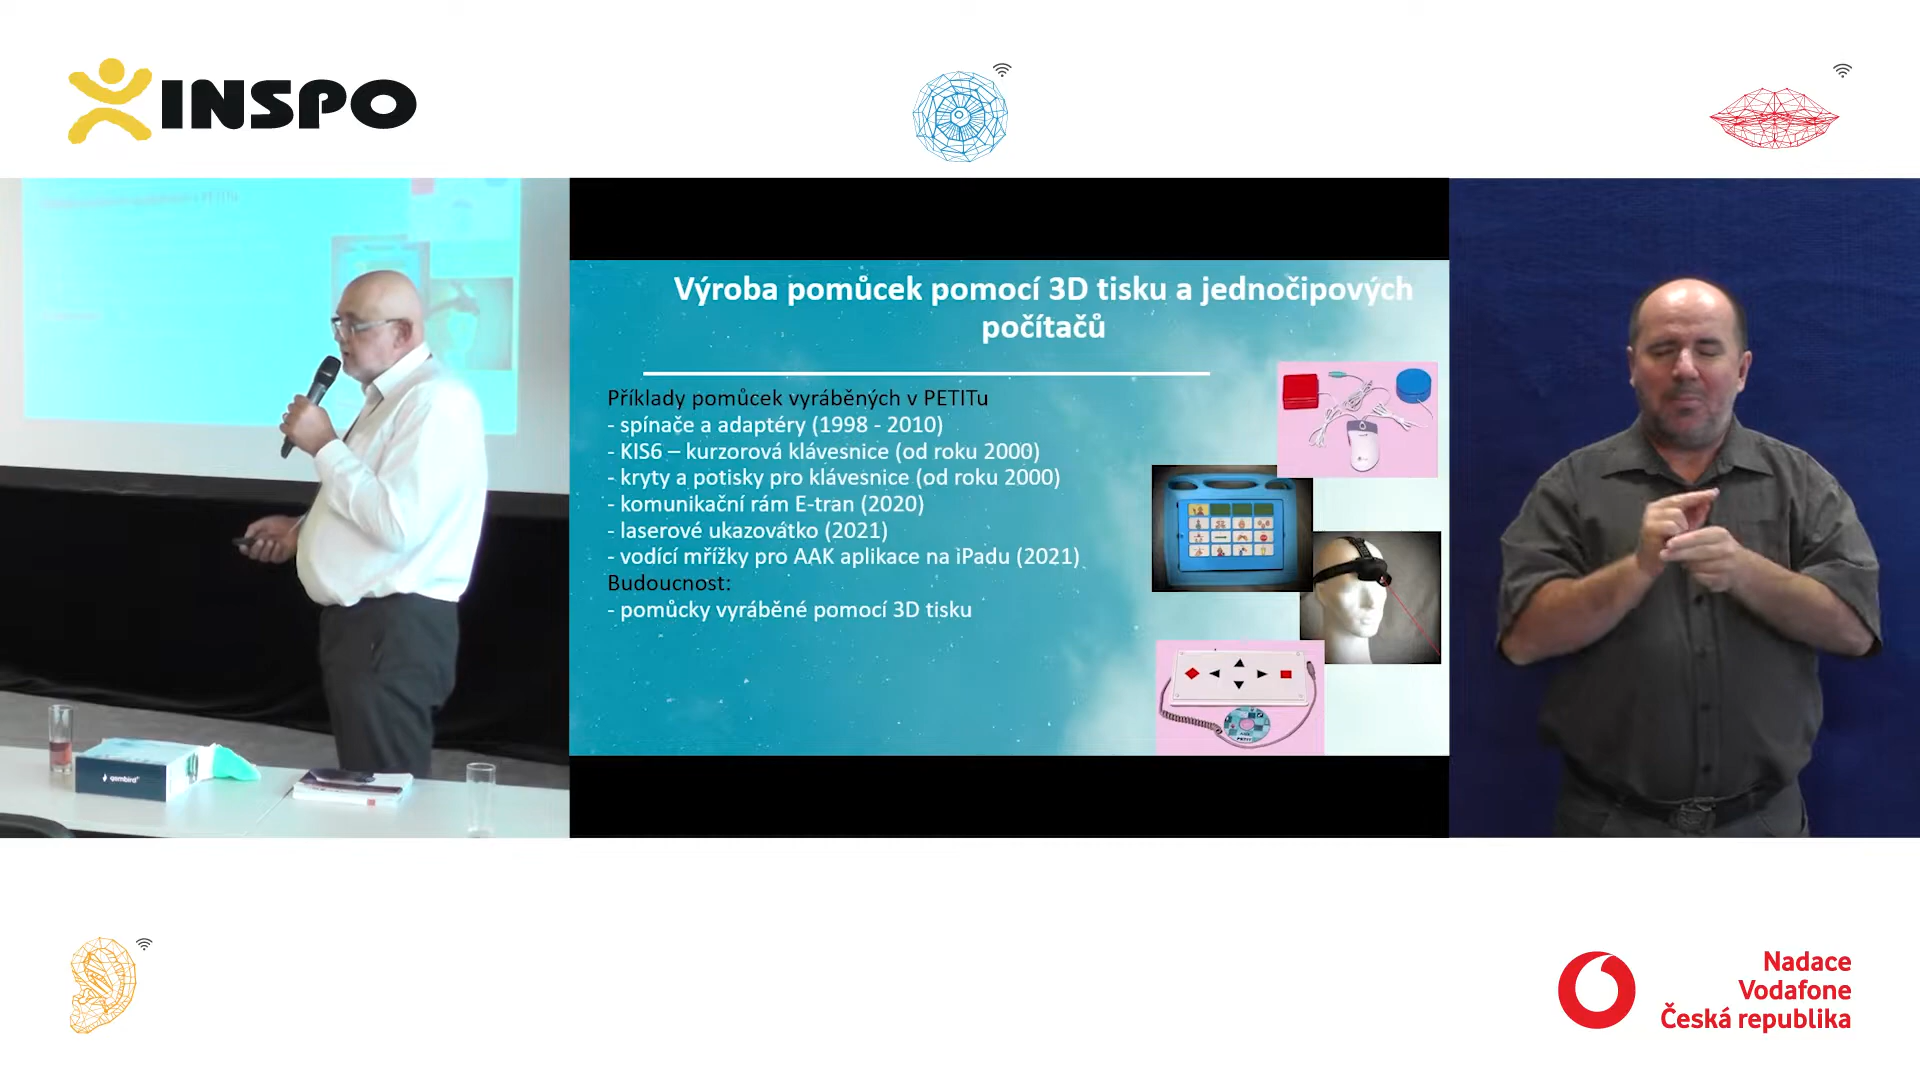 INSPO
Výroba pomůcek pomocí 3D tisku a jednočipových
počítačů
Příklady pomůcek vyráběných v PETITu
- spínače a adaptéry (1998 - 2010)
- KIS6 – kurzorová klávesnice (od roku 2000)
- kryty a potisky pro klávesnice (od roku 2000)
- komunikační rám E-tran (2020)
- laserové ukazovátko (2021)
- vodící mřížky pro AAK aplikace na iPadu (2021)
Budoucnost:
- pomůcky vyráběné pomocí 3D tisku
PETIT
gembird
Nadace
Vodafone
Česká republika